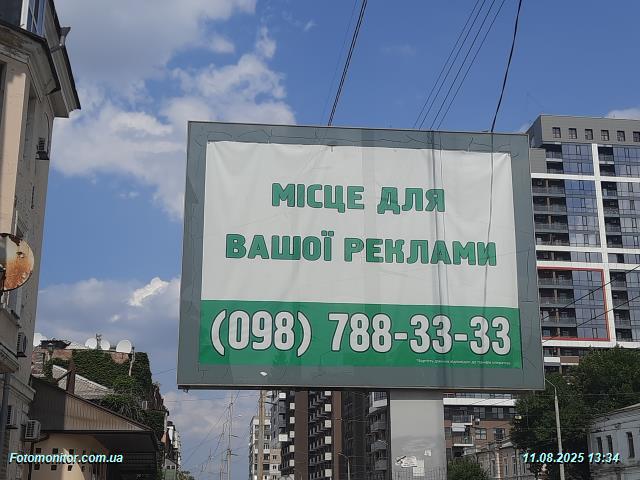 МІСЦЕ ДЛЯ
ВАШОЇ РЕКЛАМИ
(098) 788-33-33
Fotomonitor.com.ua
11.08.2025 13:34